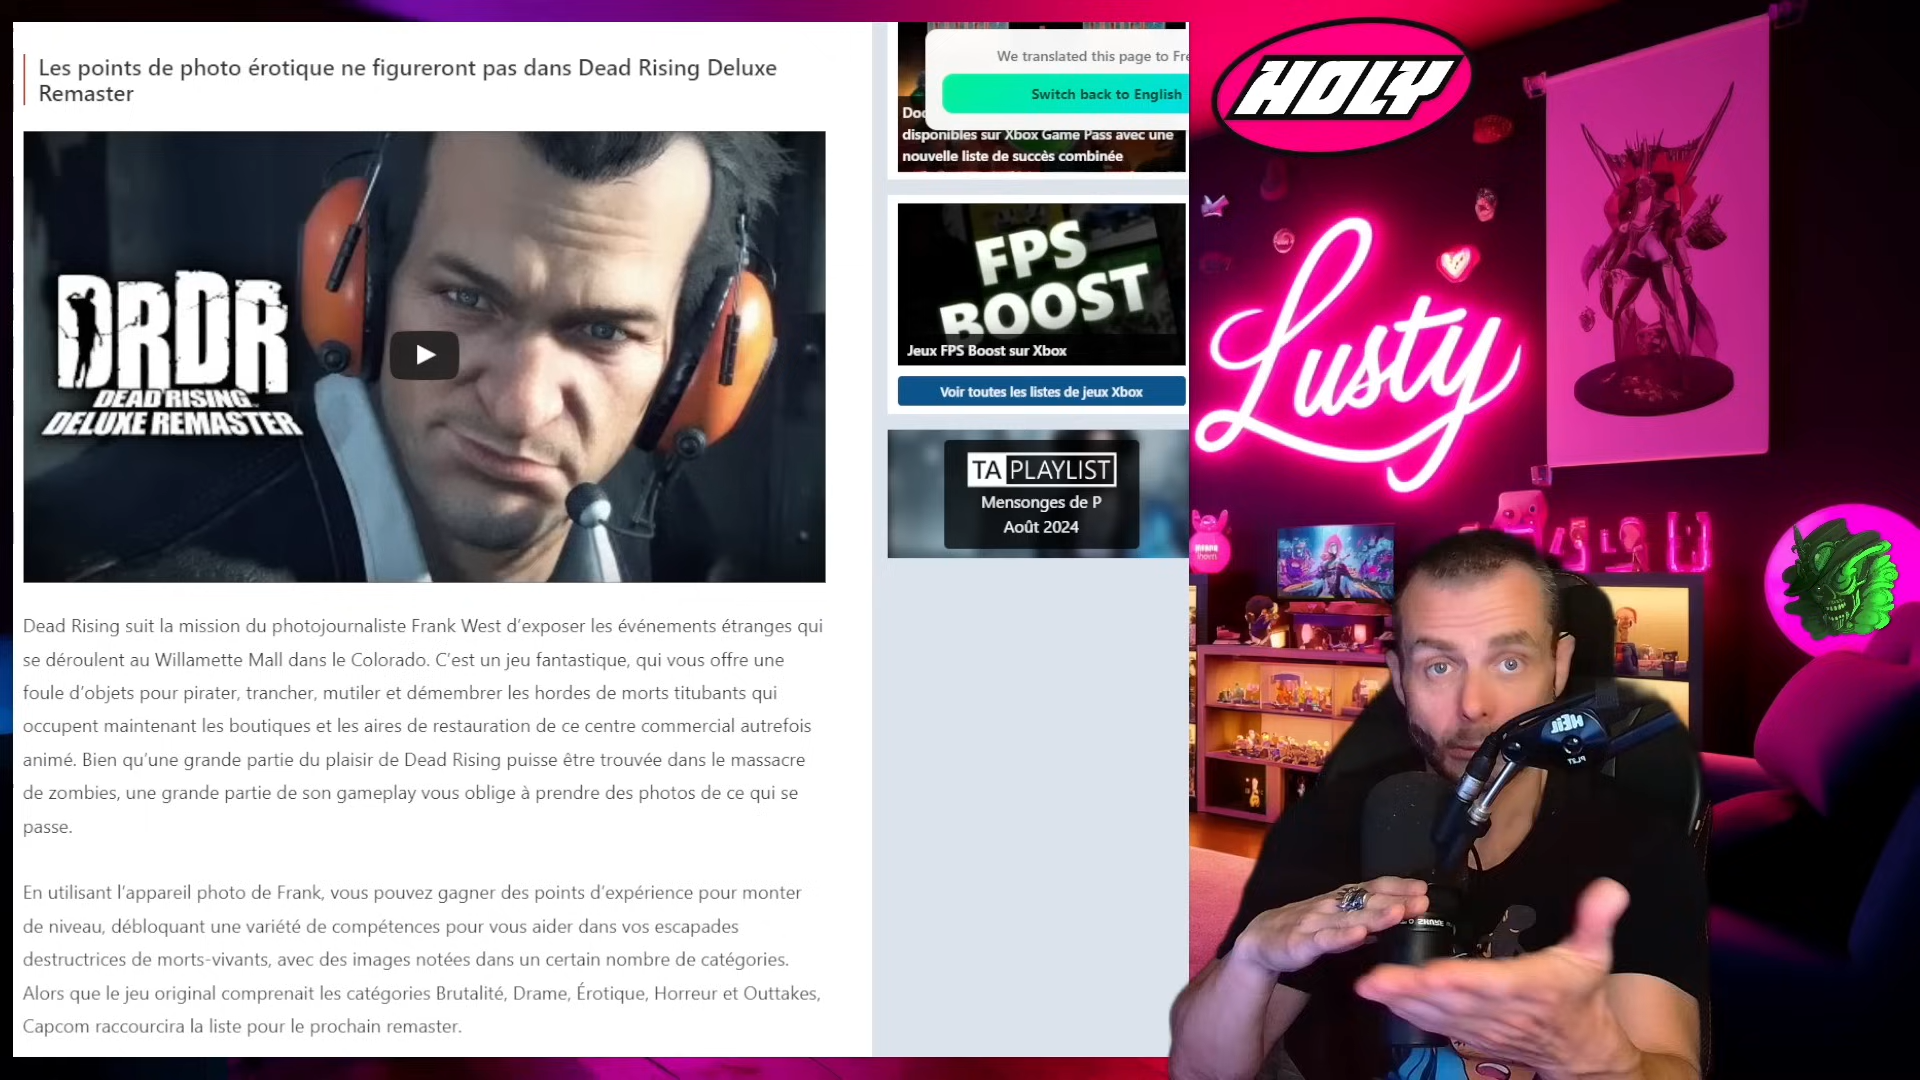 Les points de photo érotique ne figureront pas dans Dead Rising Deluxe
Remaster
DRDR
DEAD RISING
DELUXE REMASTER
Dead Rising suit la mission du photojournaliste Frank West d’exposer les événements étranges qui
se déroulent au Willamette Mall dans le Colorado. C’est un jeu fantastique, qui vous offre une
foule d’objets pour pirater, trancher, mutiler et démembrer les hordes de morts titubants qui
occupent maintenant les boutiques et les aires de restauration de ce centre commercial autrefois
animé. Bien qu’une grande partie du plaisir de Dead Rising puisse être trouvée dans le massacre
de zombies, une grande partie de son gameplay vous oblige à prendre des photos de ce qui se
passe.
En utilisant l’appareil photo de Frank, vous pouvez gagner des points d’expérience pour monter
de niveau, débloquant une variété de compétences pour vous aider dans vos escapades
destructrices de morts-vivants, avec des images notées dans un certain nombre de catégories.
Alors que le jeu original comprenait les catégories Brutalité, Drame, Érotique, Horreur et Outtakes,
Capcom raccourcira la liste pour le prochain remaster.
We translated this page to Fre
Switch back to English
Doo
disponibles sur Xbox Game Pass avec une
nouvelle liste de succès combinée
FPS
BOOST
Jeux FPS Boost sur Xbox
Voir toutes les listes de jeux Xbox
TA PLAYLIST
Mensonges de P
Août 2024
HOLY
Lusty